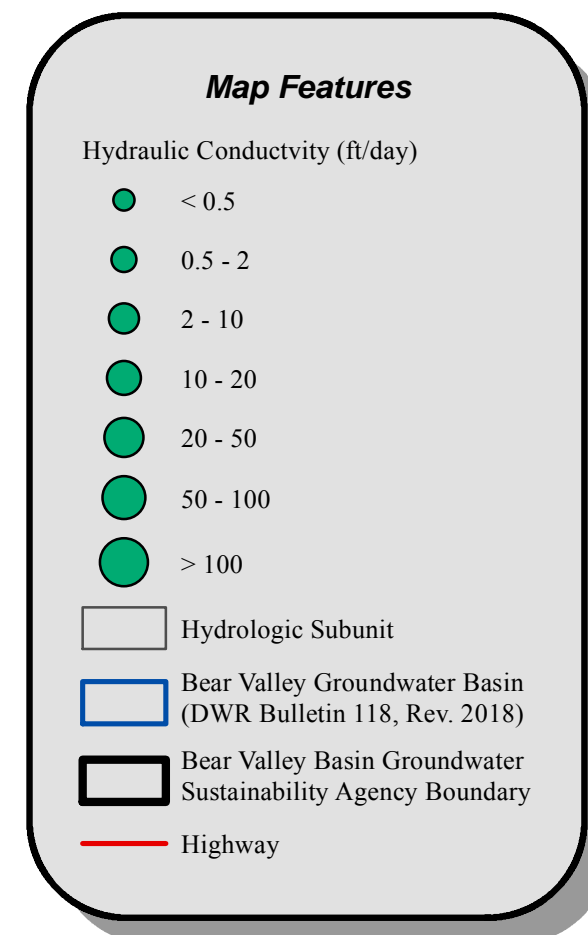 Map Features
Hydraulic Conductvity (ft/day)
< 0.5
0.5 - 2
2 - 10
10 - 20
20 - 50
50 - 100
> 100
Hydrologic Subunit
Bear Valley Groundwater Basin
(DWR Bulletin 118, Rev. 2018)
Bear Valley Basin Groundwater
Sustainability Agency Boundary
Highway